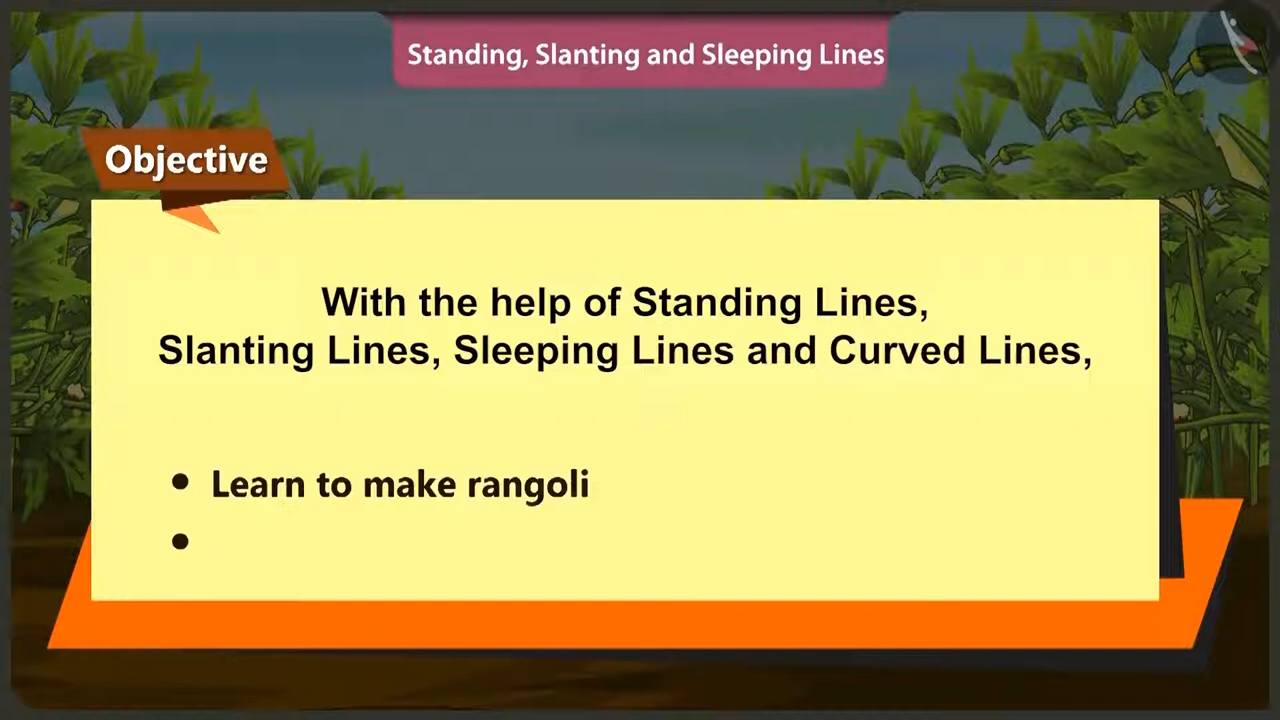 Standing, Slanting and Sleeping Lines
Objective
With the help of Standing Lines,
Slanting Lines, Sleeping Lines and Curved Lines,
• Learn to make rangoli
•